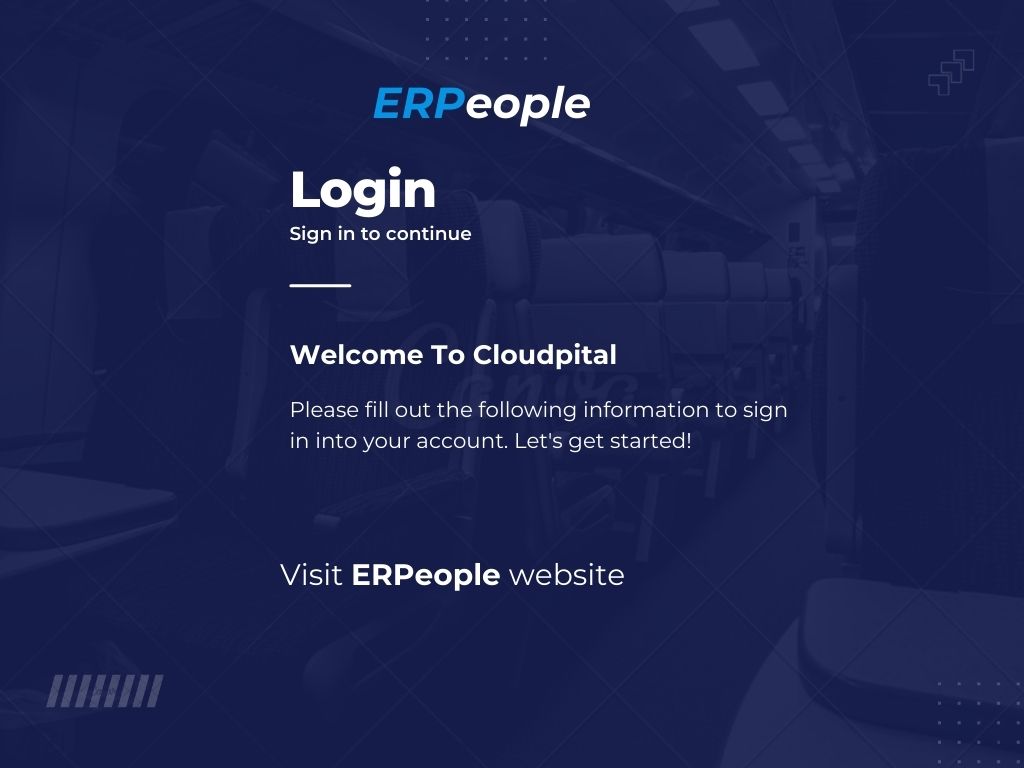 ERPeople
Login
Sign in to continue
Welcome To Cloudpital
Please fill out the following information to sign
in into your account. Let's get started!
Canva
Visit ERPeople website